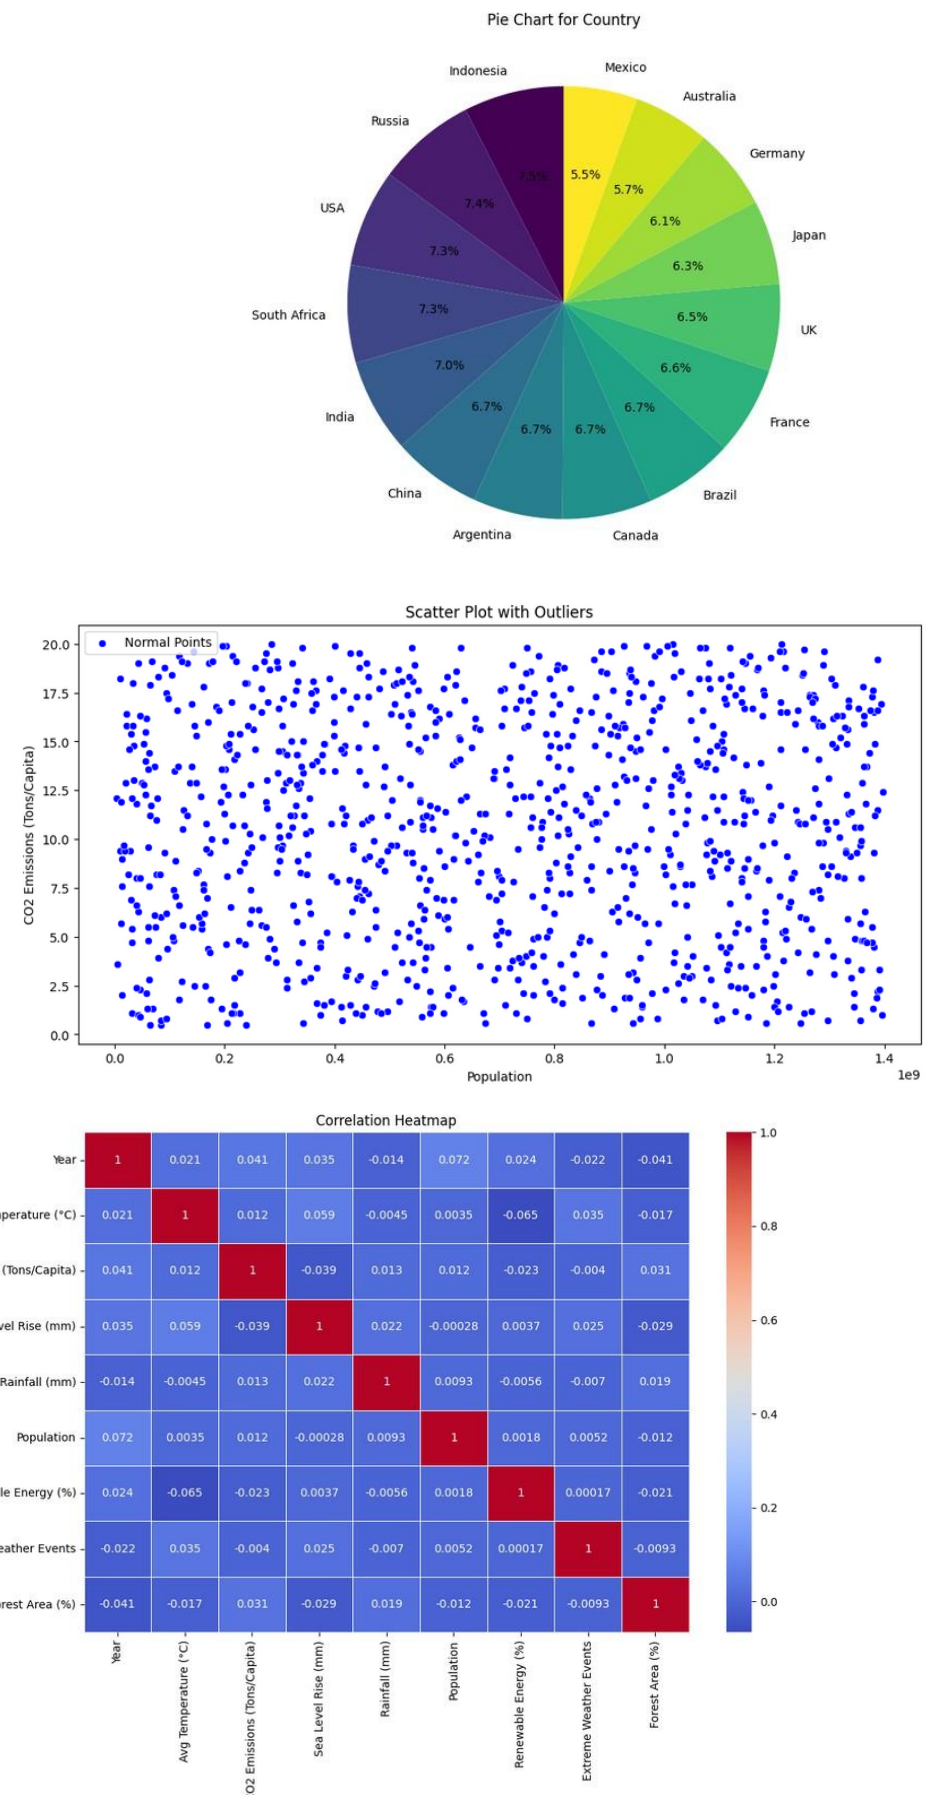 Pie Chart for Country
Mexico
Indonesia
Australia
Russia
Germany
7.5% 5.5%
5.7%
7.4%
USA
6.1%
Japan
7.3%
6.3%
7.3% 6.5%
South Africa
UK
7.0% 6.6%
6.7% 6.7%
India
France
6.7% 6.7%
China
Brazil
Argentina
Canada
Scatter Plot with Outliers
Normal Points
CO2 Emissions (Tons/Capita)
20.0
17.5
15.0
12.5
10.0
7.5
5.0
2.5
0.0
0.0 0.2 0.4 0.6 0.8 1.0 1.2 1.4
1e9
Population
Correlation Heatmap
Year 1 0.021 0.041 0.035 -0.014 0.072 0.024 -0.022 -0.041
perature (°C) 0.021 1 0.012 0.059 -0.0045 0.0035 -0.065 0.035 -0.017
(Tons/Capita) 0.041 0.012 1 -0.039 0.013 0.012 -0.023 -0.004 0.031
vel Rise (mm) 0.035 0.059 -0.039 1 0.022 -0.00028 0.0037 0.025 -0.029
Rainfall (mm) -0.014 -0.0045 0.013 0.022 1 0.0093 -0.0056 -0.007 0.019
Population 0.072 0.0035 0.012 -0.00028 0.0093 1 0.0018 0.0052 -0.012
le Energy (%) 0.024 -0.065 -0.023 0.0037 -0.0056 0.0018 1 0.00017 -0.021
eather Events -0.022 0.035 -0.004 0.025 -0.007 0.0052 0.00017 1 -0.0093
rest Area (%) -0.041 -0.017 0.031 -0.029 0.019 -0.012 -0.021 -0.0093 1
Year
Avg Temperature (°C)
O2 Emissions (Tons/Capita)
Sea Level Rise (mm)
Rainfall (mm)
Population
Renewable Energy (%)
Extreme Weather Events
Forest Area (%)
1.0
0.8
0.6
0.4
0.2
0.0